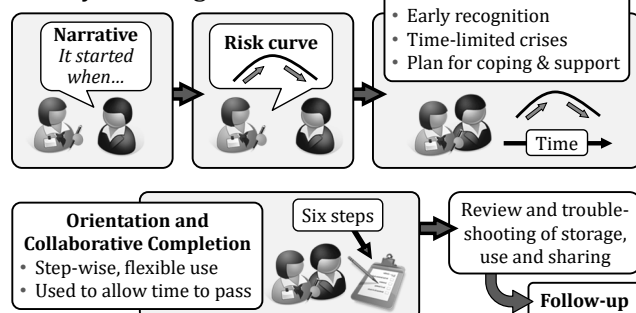 Narrative
It started
when...
Risk curve
• Early recognition
• Time-limited crises
• Plan for coping & support
Time
Orientation and
Collaborative Completion
• Step-wise, flexible use
• Used to allow time to pass
Six steps
Review and trouble-
shooting of storage,
use and sharing
Follow-up